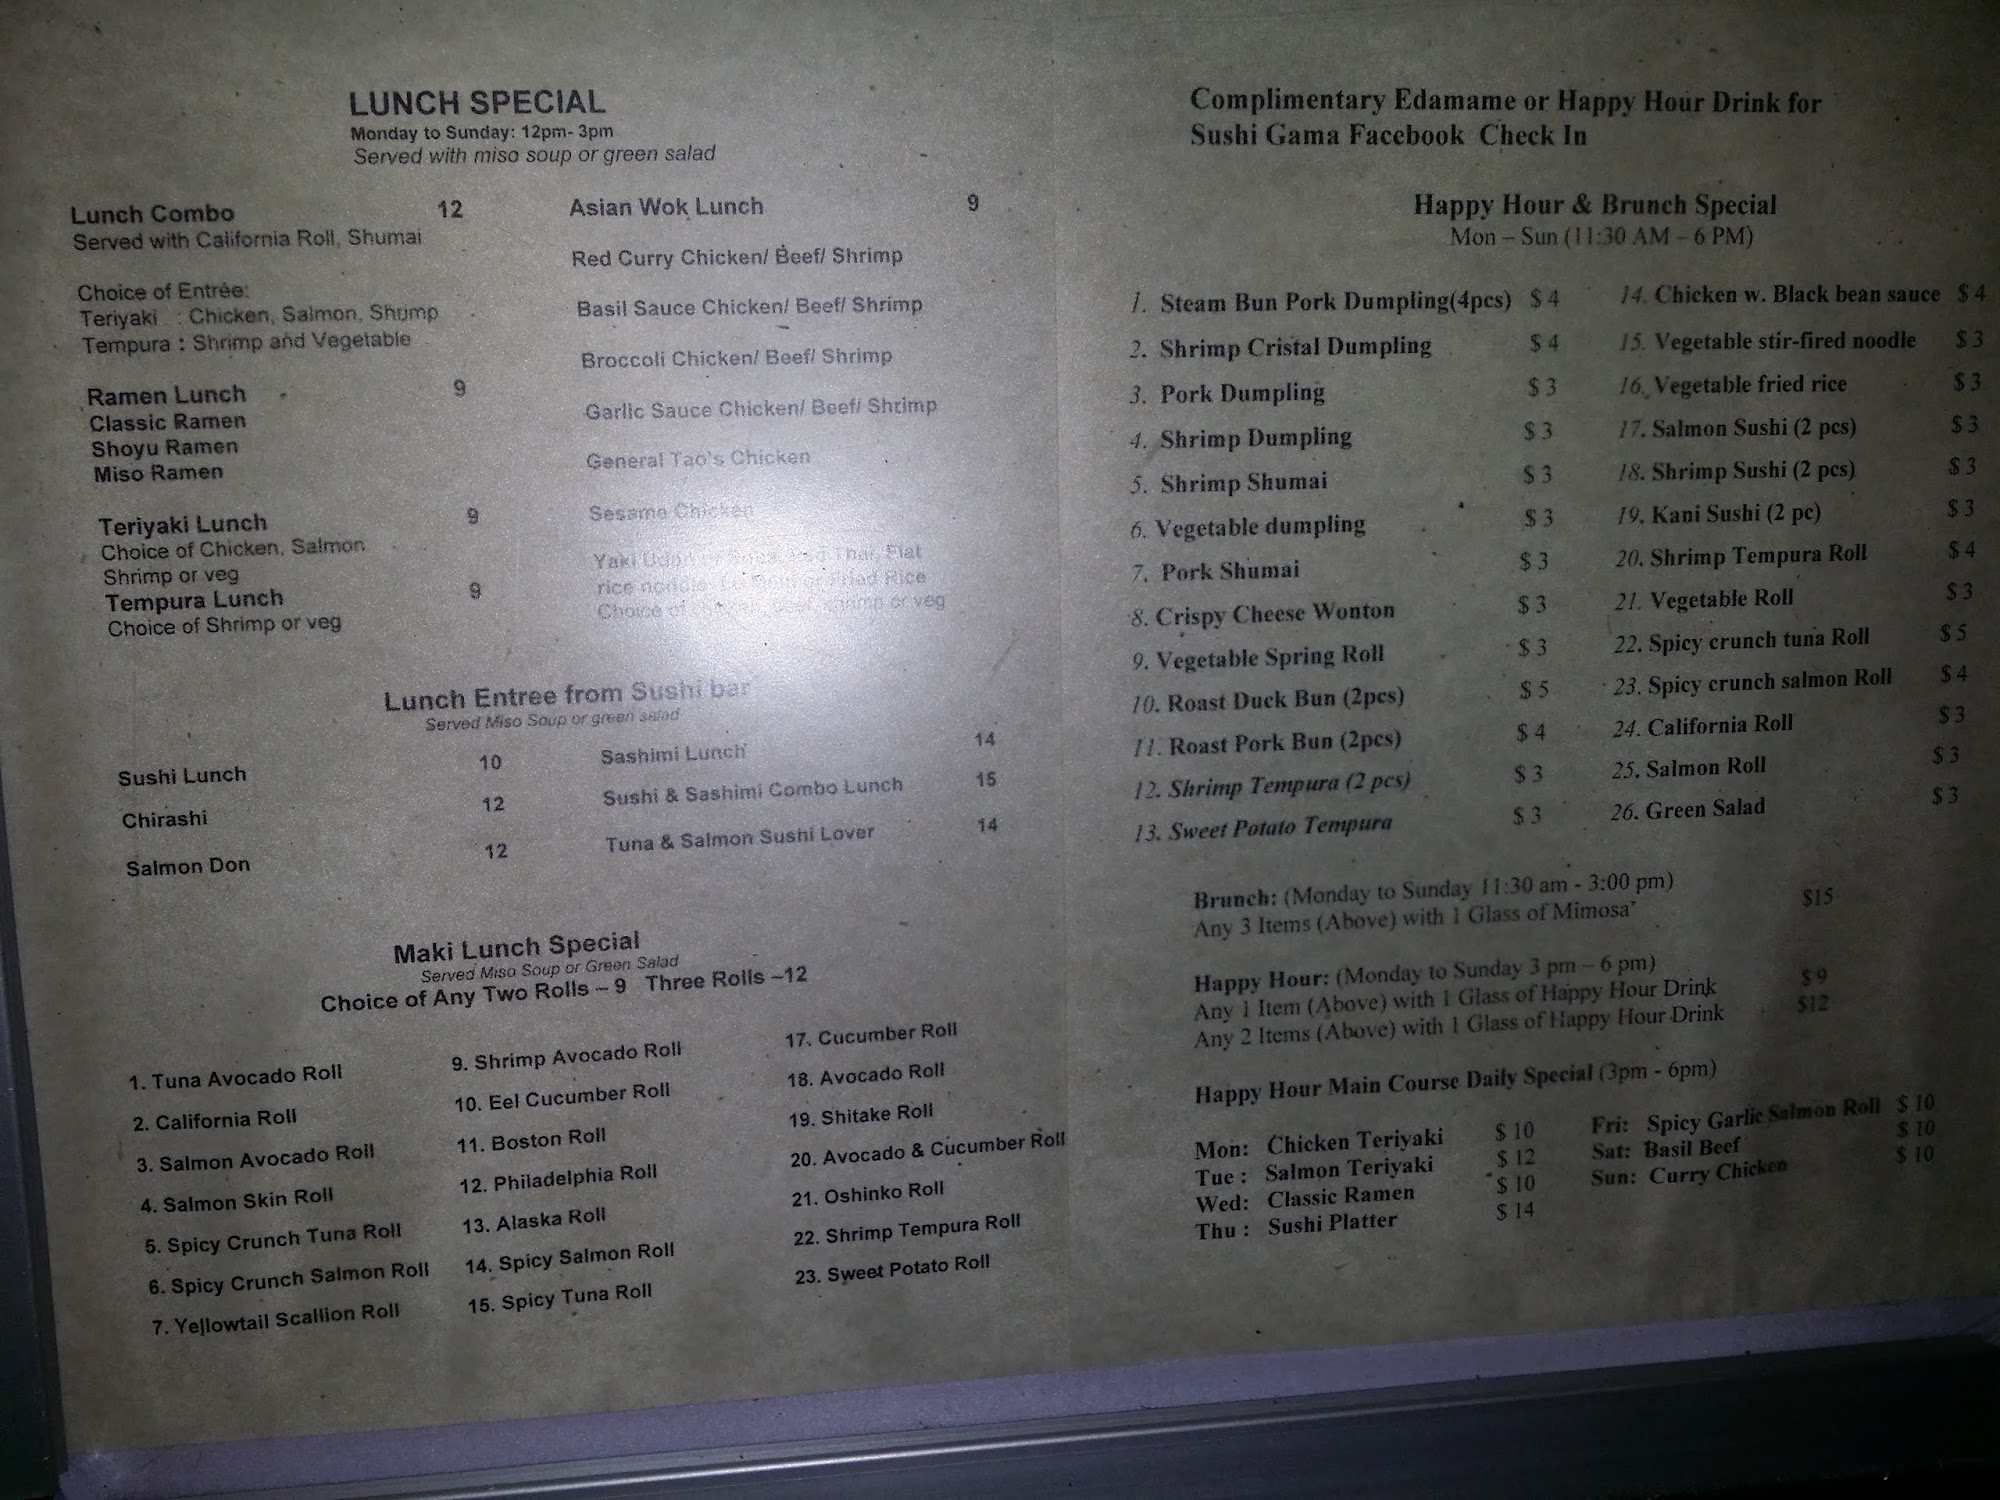 LUNCH SPECIAL
Monday to Sunday: 12pm- 3pm
Served with miso soup or green salad
Lunch Combo 12
Served with California Roll, Shumai
Choice of Entrée:
Teriyaki : Chicken, Salmon, Shrimp
Tempura : Shrimp and Vegetable
Ramen Lunch 9
Classic Ramen
Shoyu Ramen
Miso Ramen
Teriyaki Lunch 9
Choice of Chicken, Salmon
Shrimp or veg
Tempura Lunch 9
Choice of Shrimp or veg
Asian Wok Lunch 9
Red Curry Chicken/ Beef/ Shrimp
Basil Sauce Chicken/ Beef/ Shrimp
Broccoli Chicken/ Beef/ Shrimp
Garlic Sauce Chicken/ Beef/ Shrimp
General Tao's Chicken
Sesame Chicken
Yaki Thai, Flat
rice noodle, Fried Rice
Choice of Chicken, Beef, Shrimp or veg
Lunch Entree from Sushi bar
Served Miso Soup or green salad
Sushi Lunch 10
Chirashi 12
Salmon Don 12
Sashimi Lunch 14
Sushi & Sashimi Combo Lunch 15
Tuna & Salmon Sushi Lover 14
Maki Lunch Special
Served Miso Soup or Green Salad
Choice of Any Two Rolls – 9 Three Rolls –12
1. Tuna Avocado Roll
2. California Roll
3. Salmon Avocado Roll
4. Salmon Skin Roll
5. Spicy Crunch Tuna Roll
6. Spicy Crunch Salmon Roll
7. Yellowtail Scallion Roll
9. Shrimp Avocado Roll
10. Eel Cucumber Roll
11. Boston Roll
12. Philadelphia Roll
13. Alaska Roll
14. Spicy Salmon Roll
15. Spicy Tuna Roll
17. Cucumber Roll
18. Avocado Roll
19. Shitake Roll
20. Avocado & Cucumber Roll
21. Oshinko Roll
22. Shrimp Tempura Roll
23. Sweet Potato Roll
Complimentary Edamame or Happy Hour Drink for
Sushi Gama Facebook Check In
Happy Hour & Brunch Special
Mon – Sun (11:30 AM – 6 PM)
1. Steam Bun Pork Dumpling(4pcs) $ 4
2. Shrimp Cristal Dumpling $ 4
3. Pork Dumpling $ 3
4. Shrimp Dumpling $ 3
5. Shrimp Shumai $ 3
6. Vegetable dumpling $ 3
7. Pork Shumai $ 3
8. Crispy Cheese Wonton $ 3
9. Vegetable Spring Roll $ 3
10. Roast Duck Bun (2pcs) $ 5
11. Roast Pork Bun (2pcs) $ 4
12. Shrimp Tempura (2 pcs) $ 3
13. Sweet Potato Tempura $ 3
14. Chicken w. Black bean sauce $ 4
15. Vegetable stir-fired noodle $ 3
16. Vegetable fried rice $ 3
17. Salmon Sushi (2 pcs) $ 3
18. Shrimp Sushi (2 pcs) $ 3
19. Kani Sushi (2 pc) $ 3
20. Shrimp Tempura Roll $ 4
21. Vegetable Roll $ 3
22. Spicy crunch tuna Roll $ 5
23. Spicy crunch salmon Roll $ 4
24. California Roll $ 3
25. Salmon Roll $ 3
26. Green Salad $ 3
Brunch: (Monday to Sunday 11:30 am - 3:00 pm)
Any 3 Items (Above) with 1 Glass of Mimosa' $15
Happy Hour: (Monday to Sunday 3 pm – 6 pm)
Any 1 Item (Above) with 1 Glass of Happy Hour Drink $ 9
Any 2 Items (Above) with 1 Glass of Happy Hour Drink $12
Happy Hour Main Course Daily Special (3pm - 6pm)
Mon: Chicken Teriyaki $ 10
Tue : Salmon Teriyaki $ 12
Wed: Classic Ramen $ 10
Thu : Sushi Platter $ 14
Fri: Spicy Garlic Salmon Roll $ 10
Sat: Basil Beef $ 10
Sun: Curry Chicken $ 10